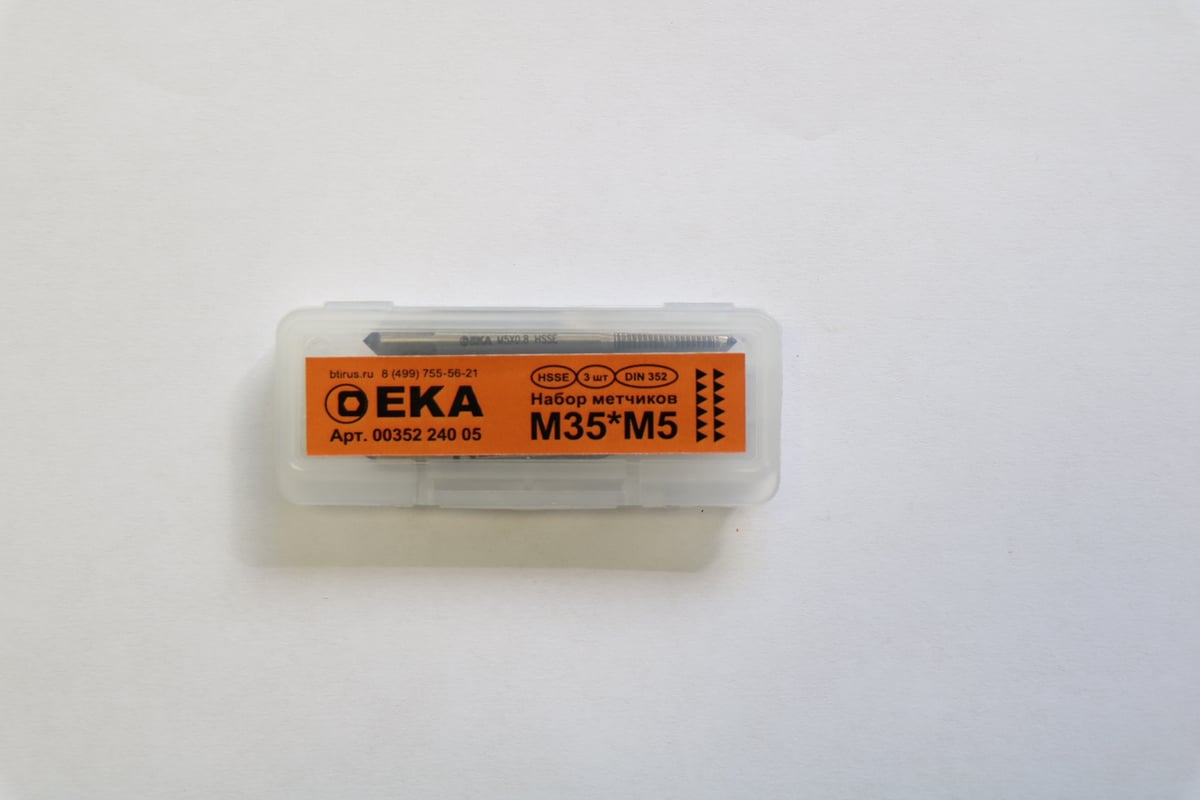 EKA M5X0.8 HSSE
btirus.ru 8 (499) 755-56-21
EKA
Арт. 00352 240 05
HSSE 3 шт DIN 352
Набор метчиков
M35*M5